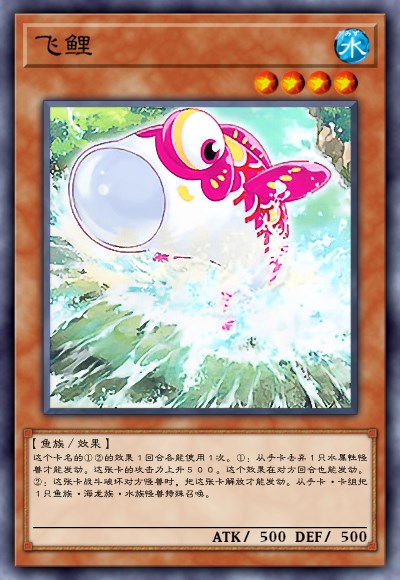 飞鲤
水
【鱼族／效果】
这个卡名的①②的效果1回合各能使用1次。①：从手卡丢弃1只水属性怪
兽才能发动。这张卡的攻击力上升５００。这个效果在对方回合也能发动。
②：这张卡战斗破坏对方怪兽时，把这张卡解放才能发动。从手卡·卡组把
1只鱼族·海龙族·水族怪兽特殊召唤。
ATK/ 500 DEF/ 500